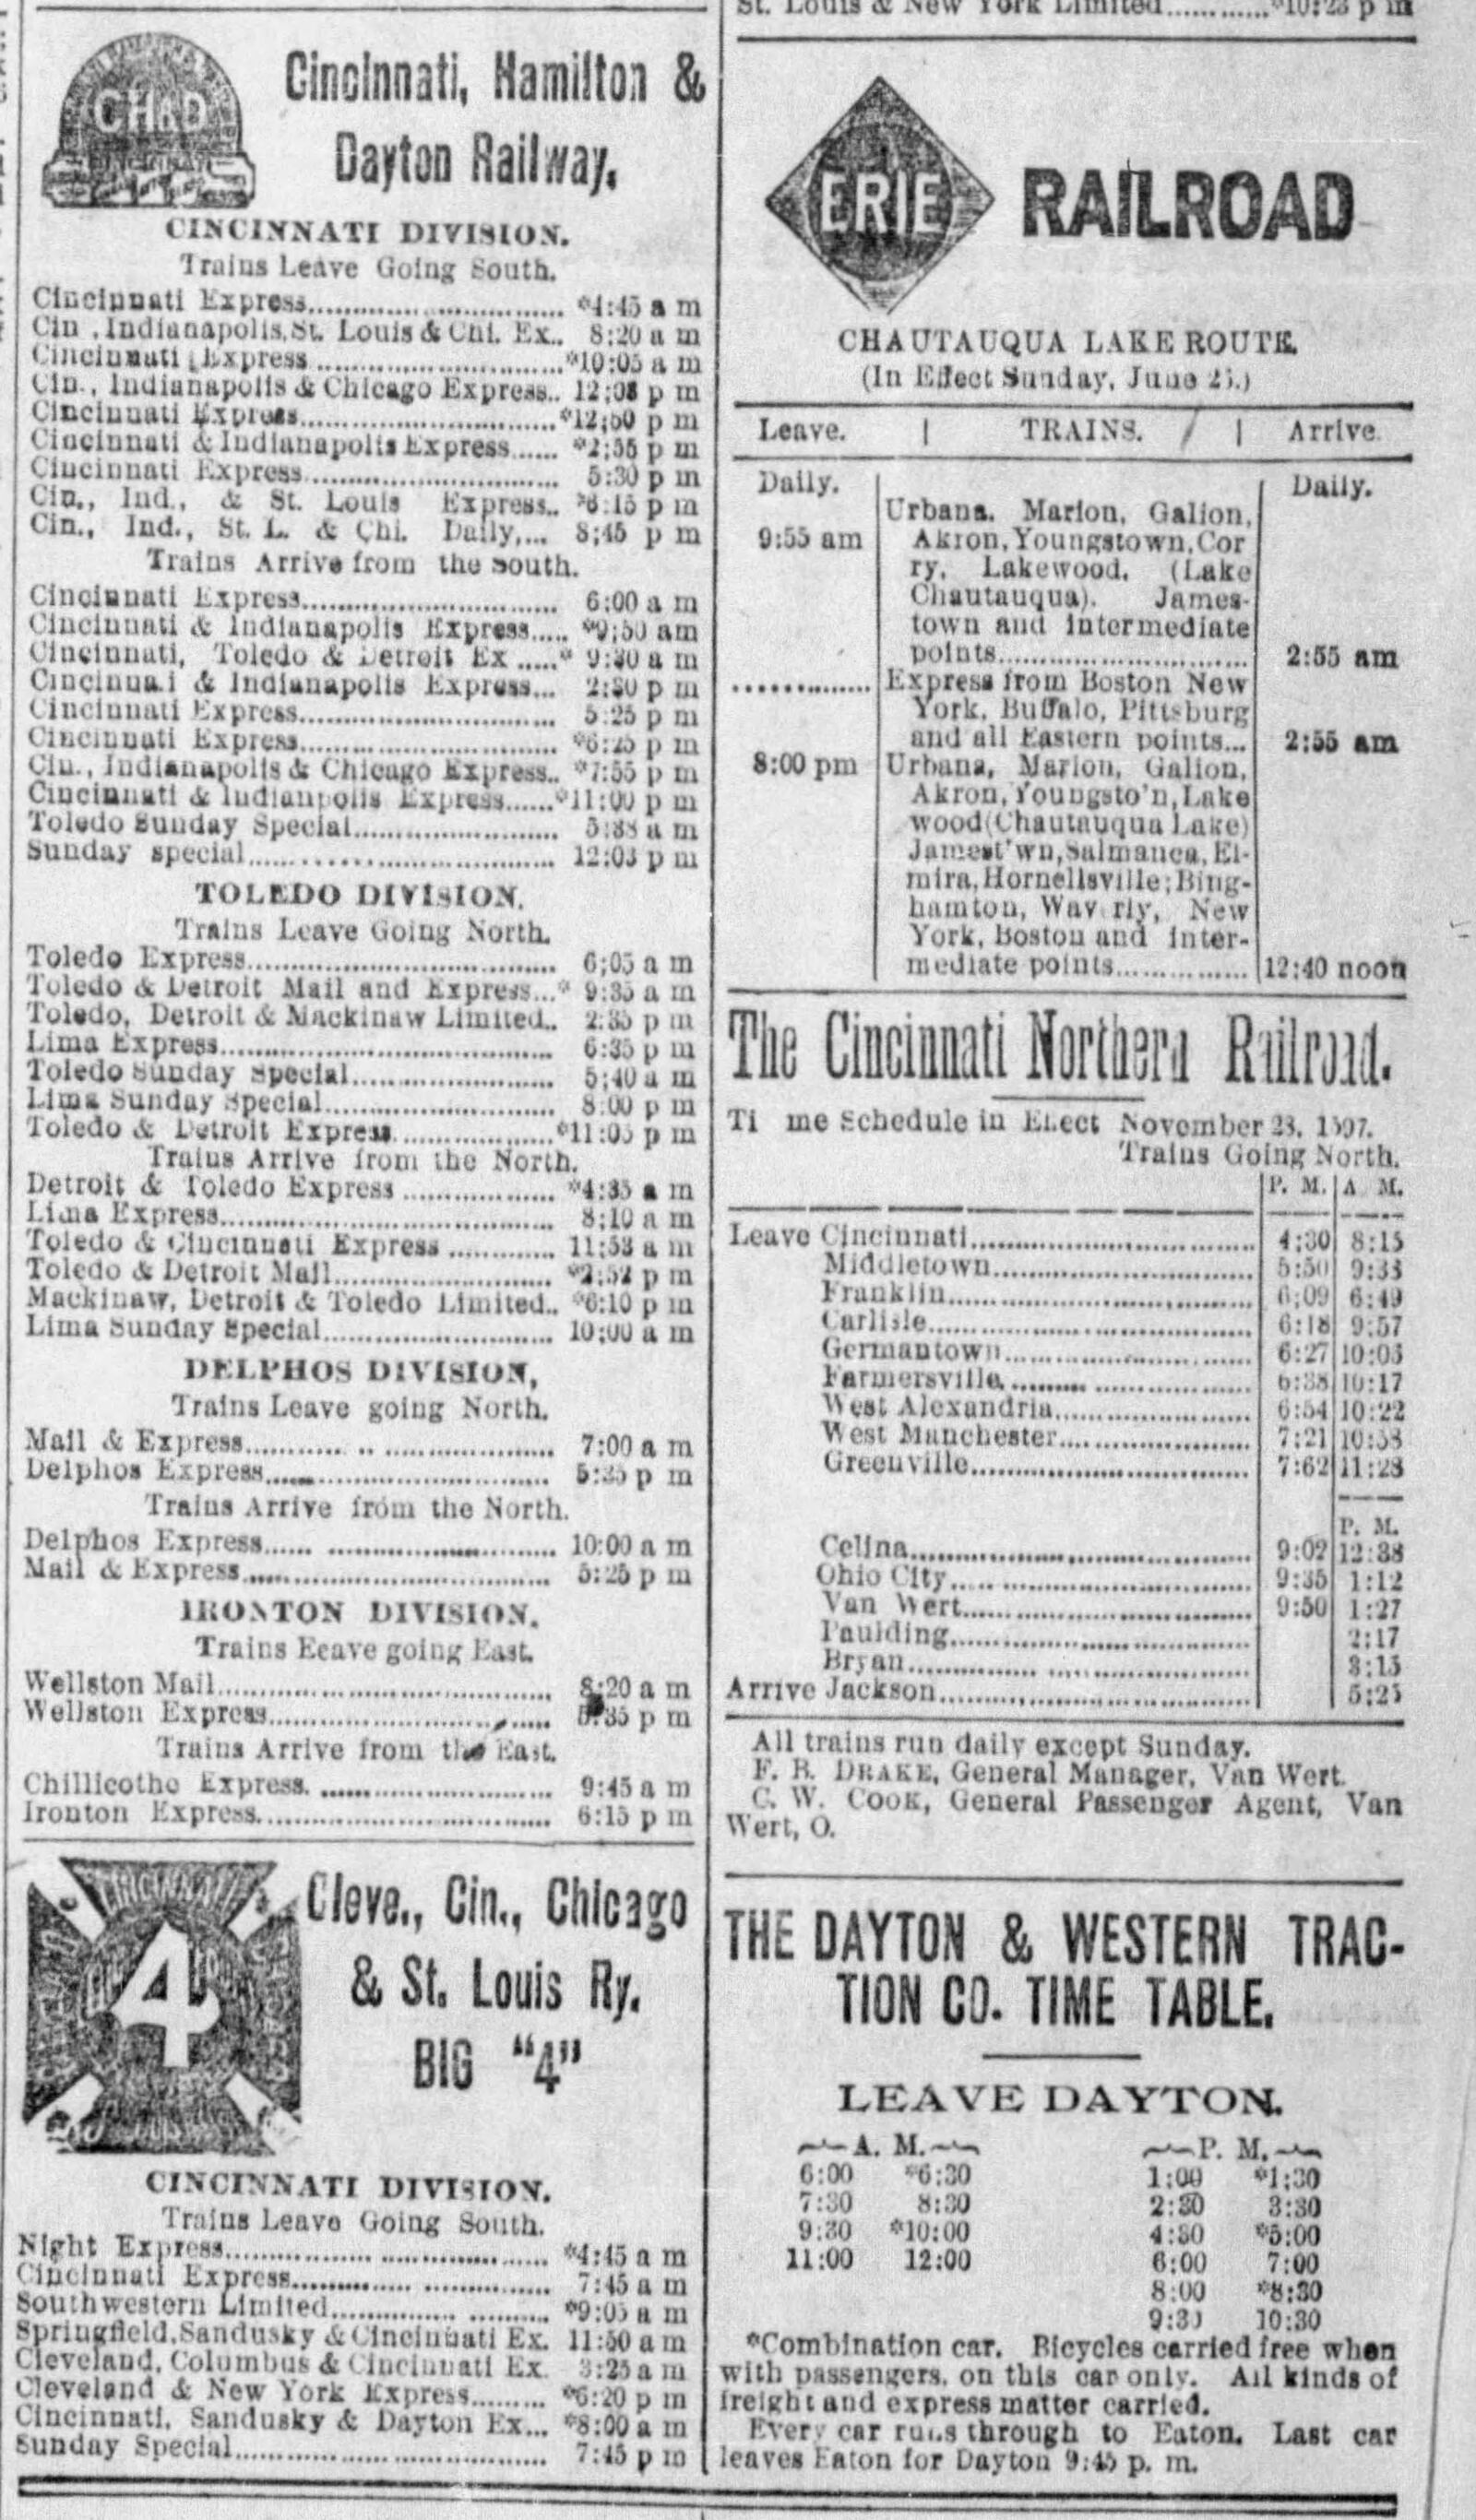 St. Louis & New York Limited............*10:23 p m
CH&D
Cincinnati, Hamilton &
Dayton Railway.
CINCINNATI DIVISION.
Trains Leave Going South.
Cincinnati Express.............................. *4:45 a m
Cin., Indianapolis, St. Louis & Chi. Ex.. 8:20 a m
Cincinnati Express..............................*10:05 a m
Cin., Indianapolis & Chicago Express.. 12;08 p m
Cincinnati Express..............................*12;50 p m
Cincinnati & Indianapolis Express...... *2;55 p m
Cincinnati Express.............................. 5:30 p m
Cin., Ind., & St. Louis Express.. *6:15 p m
Cin., Ind., St. L. & Chi. Daily,... 8;45 p m
Trains Arrive from the South.
Cincinnati Express.............................. 6:00 a m
Cincinnati & Indianapolis Express..... *9;50 am
Cincinnati, Toledo & Detroit Ex .....* 9:30 a m
Cincinna.i & Indianapolis Express... 2:30 p m
Cincinnati Express.............................. 5:25 p m
Cincinnati Express.............................. *6:25 p m
Cin., Indianapolis & Chicago Express.. *7:55 p m
Cincinnati & Indianpolis Express......*11:00 p m
Toledo Sunday Special........................ 5:38 a m
Sunday special.................................... 12:03 p m
TOLEDO DIVISION.
Trains Leave Going North.
Toledo Express.................................... 6;05 a m
Toledo & Detroit Mail and Express...* 9:35 a m
Toledo, Detroit & Mackinaw Limited.. 2:35 p m
Lima Express....................................... 6:35 p m
Toledo Sunday Special........................ 5;40 a m
Lima Sunday Special........................... 8:00 p m
Toledo & Detroit Express...................*11:05 p m
Trains Arrive from the North.
Detroit & Toledo Express .................. *4:35 a m
Lima Express....................................... 8;10 a m
Toledo & Cincinnati Express ............ 11;53 a m
Toledo & Detroit Mail.......................... *2;52 p m
Mackinaw, Detroit & Toledo Limited.. *6:10 p m
Lima Sunday Special........................... 10;00 a m
DELPHOS DIVISION,
Trains Leave going North.
Mail & Express.................................... 7:00 a m
Delphos Express.................................. 5:35 p m
Trains Arrive from the North.
Delphos Express.................................. 10:00 a m
Mail & Express.................................... 5:25 p m
IRONTON DIVISION.
Trains Eeave going East.
Wellston Mail....................................... 8:20 a m
Wellston Express................................. 5:35 p m
Trains Arrive from the East.
Chillicothe Express. ........................... 9:45 a m
Ironton Express................................... 6:15 p m
4
Cleve., Cin., Chicago
& St. Louis Ry.
BIG "4"
CINCINNATI DIVISION.
Trains Leave Going South.
Night Express...................................... *4:45 a m
Cincinnati Express.............................. 7:45 a m
Southwestern Limited........................ *9:05 a m
Springfield, Sandusky & Cincinnati Ex. 11:50 a m
Cleveland, Columbus & Cincinnati Ex. 3:25 a m
Cleveland & New York Express......... *6:20 p m
Cincinnati, Sandusky & Dayton Ex... *8:00 a m
Sunday Special.................................... 7:45 p m
ERIE RAILROAD
CHAUTAUQUA LAKE ROUTE.
(In Effect Sunday, June 25.)
Leave. | TRAINS. | Arrive.
Daily. Daily.
Urbana. Marion, Galion,
9:55 am Akron, Youngstown, Cor
ry, Lakewood, (Lake
Chautauqua). James-
town and intermediate
points.............................. 2:55 am
............... Express from Boston New
York, Buffalo, Pittsburg
and all Eastern points... 2:55 am
8:00 pm Urbana, Marion, Galion,
Akron, Youngsto'n, Lake
wood (Chautauqua Lake)
Jamest'wn, Salmanca, El-
mira, Hornellsville; Bing-
hamton, Wav rly, New
York, Boston and inter-
mediate points............... 12:40 noon
The Cincinnati Northern Railroad.
Ti me Schedule in Effect November 28, 1897.
Trains Going North.
P. M. A M.
Leave Cincinnati................................. 4;30 8:15
Middletown.............................. 5:50 9:33
Franklin................................... 6;09 6:49
Carlisle..................................... 6:18 9:57
Germantown............................ 6:27 10:05
Farmersville............................. 6:38 10:17
West Alexandria....................... 6:54 10:22
West Manchester...................... 7:21 10:53
Greenville................................. 7:62 11:28
P. M.
Celina........................................ 9:02 12:38
Ohio City.................................. 9:35 1:12
Van Wert.................................. 9:50 1:27
Paulding................................... 2:17
Bryan........................................ 3:15
Arrive Jackson..................................... 5:25
All trains run daily except Sunday.
F. B. DRAKE, General Manager, Van Wert.
C. W. COOK, General Passenger Agent, Van
Wert, O.
THE DAYTON & WESTERN TRAC-
TION CO. TIME TABLE.
LEAVE DAYTON.
A. M. P. M.
6:00 *6:30 1:00 *1:30
7:30 8:30 2:30 3:30
9:30 *10:00 4:30 *5:00
11:00 12:00 6:00 7:00
8:00 *8:30
9:30 10:30
*Combination car. Bicycles carried free when
with passengers, on this car only. All kinds of
freight and express matter carried.
Every car runs through to Eaton. Last car
leaves Eaton for Dayton 9:45 p. m.